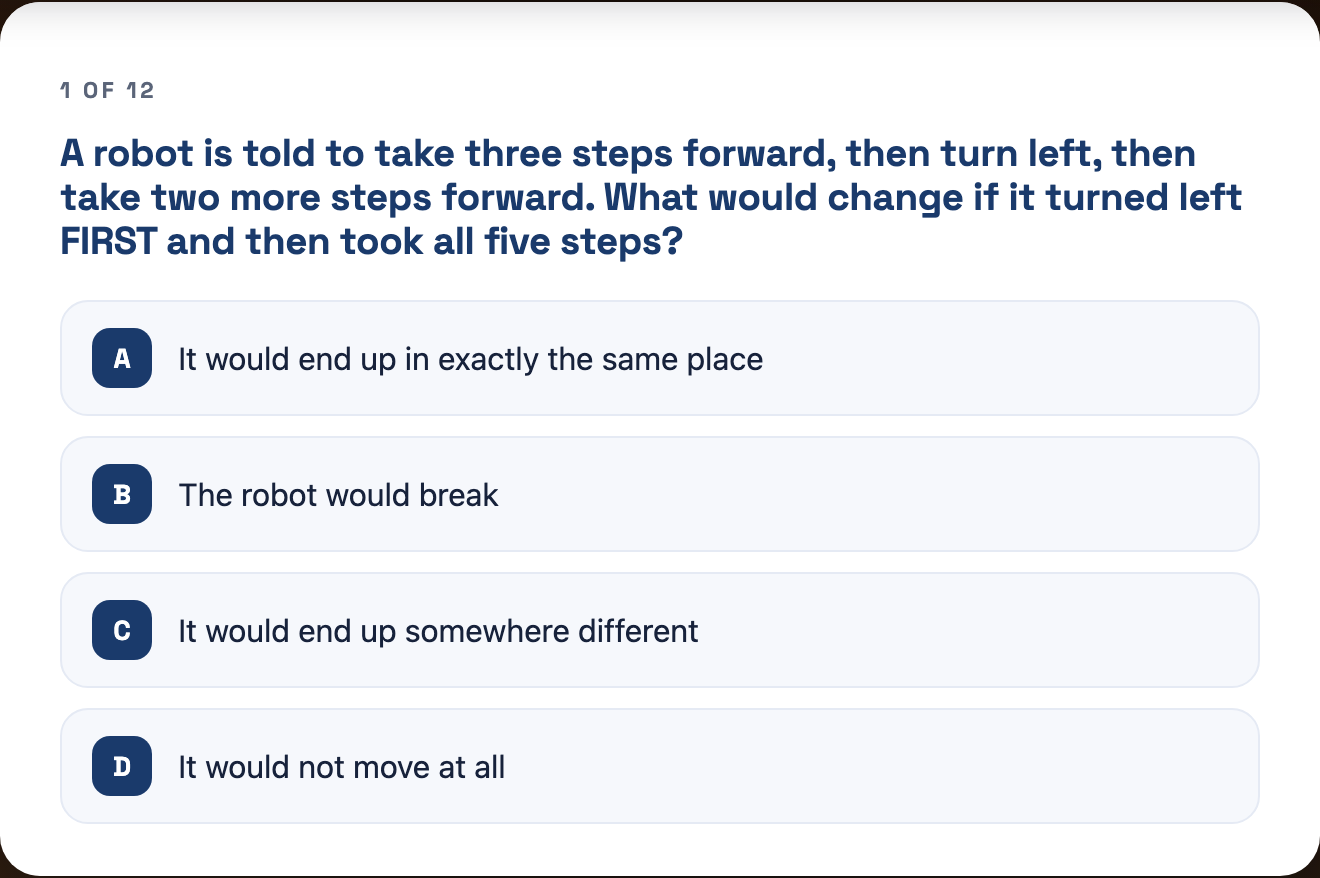 1 OF 12
A robot is told to take three steps forward, then turn left, then
take two more steps forward. What would change if it turned left
FIRST and then took all five steps?
A It would end up in exactly the same place
B The robot would break
C It would end up somewhere different
D It would not move at all